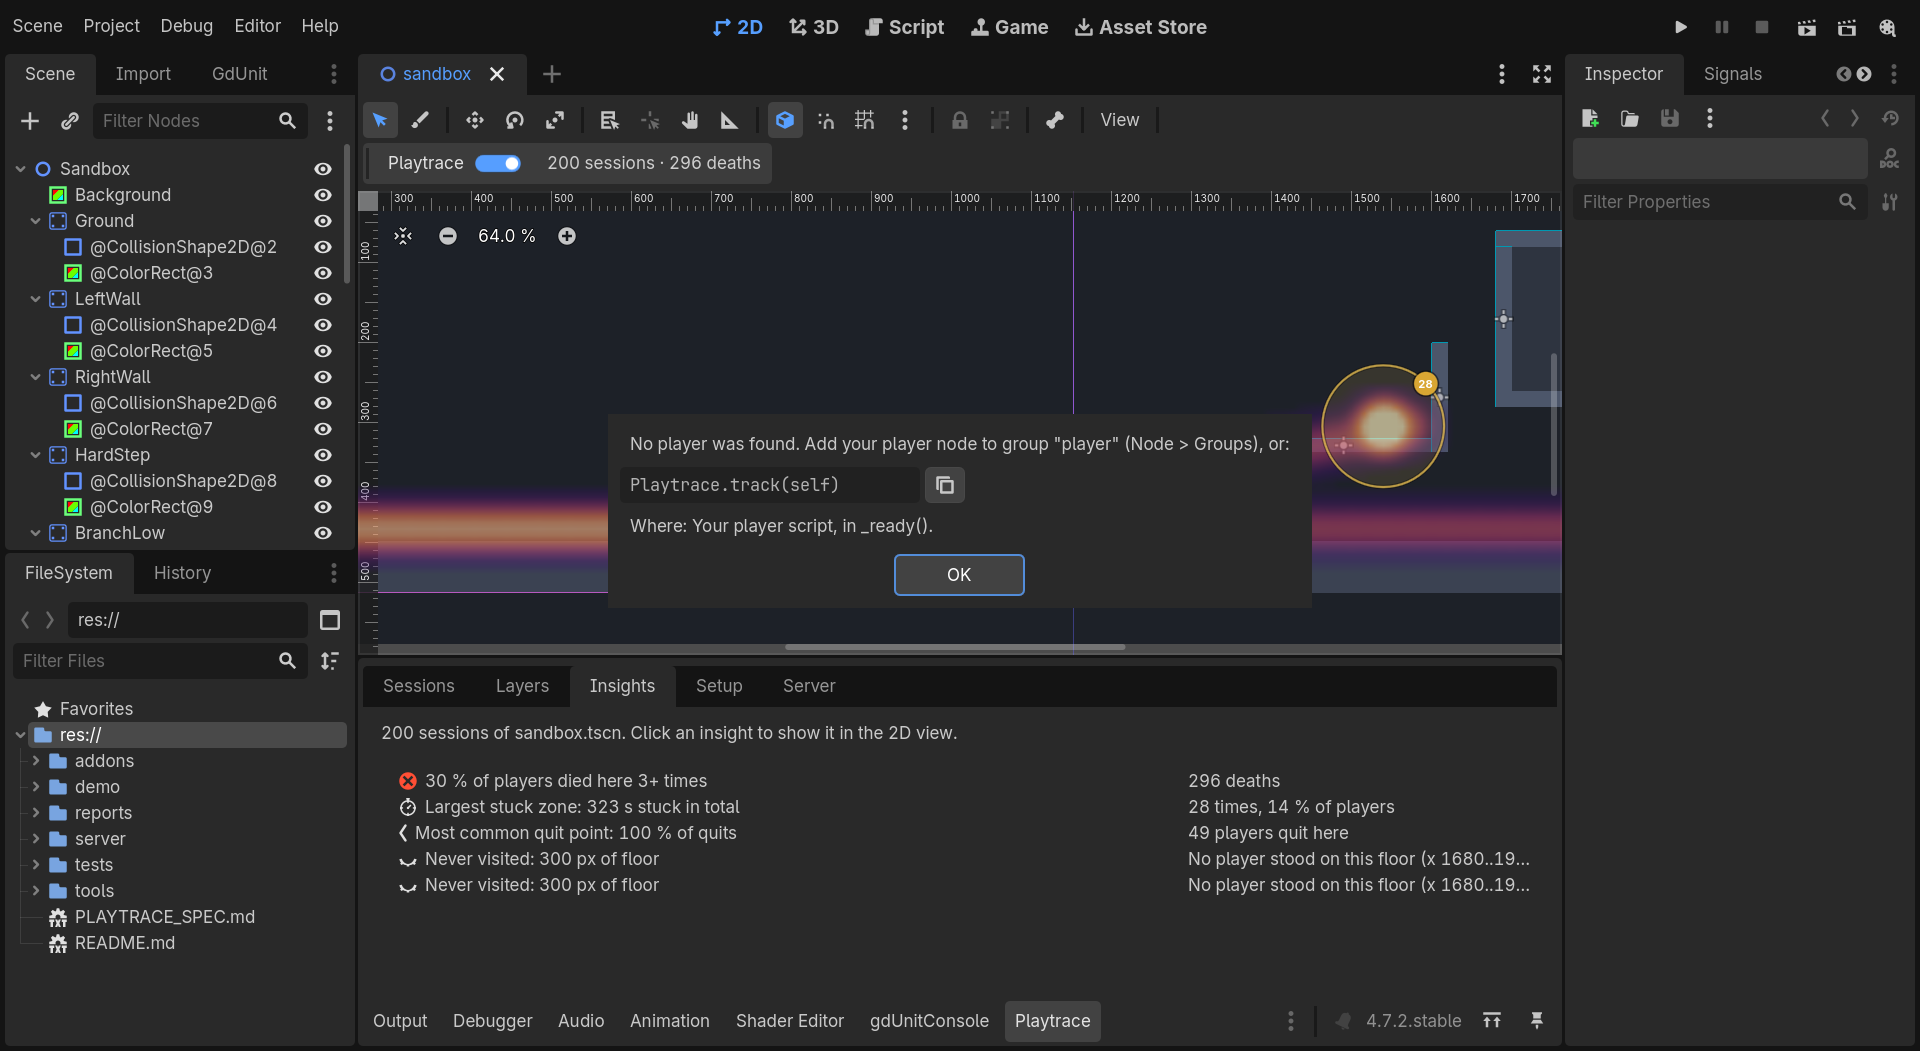 Scene Project Debug Editor Help
2D 3D Script Game Asset Store
Scene Import GdUnit
Filter Nodes
Sandbox
Background
Ground
@CollisionShape2D@2
@ColorRect@3
LeftWall
@CollisionShape2D@4
@ColorRect@5
RightWall
@CollisionShape2D@6
@ColorRect@7
HardStep
@CollisionShape2D@8
@ColorRect@9
BranchLow
FileSystem History
res://
Filter Files
Favorites
res://
addons
demo
reports
server
tests
tools
PLAYTRACE_SPEC.md
README.md
sandbox
View
Playtrace 200 sessions · 296 deaths
300 400 500 600 700 800 900 1000 1100 1200 1300 1400 1500 1600 1700
100
200
300
400
500
64.0 %
28
No player was found. Add your player node to group "player" (Node > Groups), or:
Playtrace.track(self)
Where: Your player script, in _ready().
OK
Sessions Layers Insights Setup Server
200 sessions of sandbox.tscn. Click an insight to show it in the 2D view.
30 % of players died here 3+ times 296 deaths
Largest stuck zone: 323 s stuck in total 28 times, 14 % of players
Most common quit point: 100 % of quits 49 players quit here
Never visited: 300 px of floor No player stood on this floor (x 1680..19...
Never visited: 300 px of floor No player stood on this floor (x 1680..19...
Output Debugger Audio Animation Shader Editor gdUnitConsole Playtrace 4.7.2.stable
Inspector Signals
DOC
Filter Properties